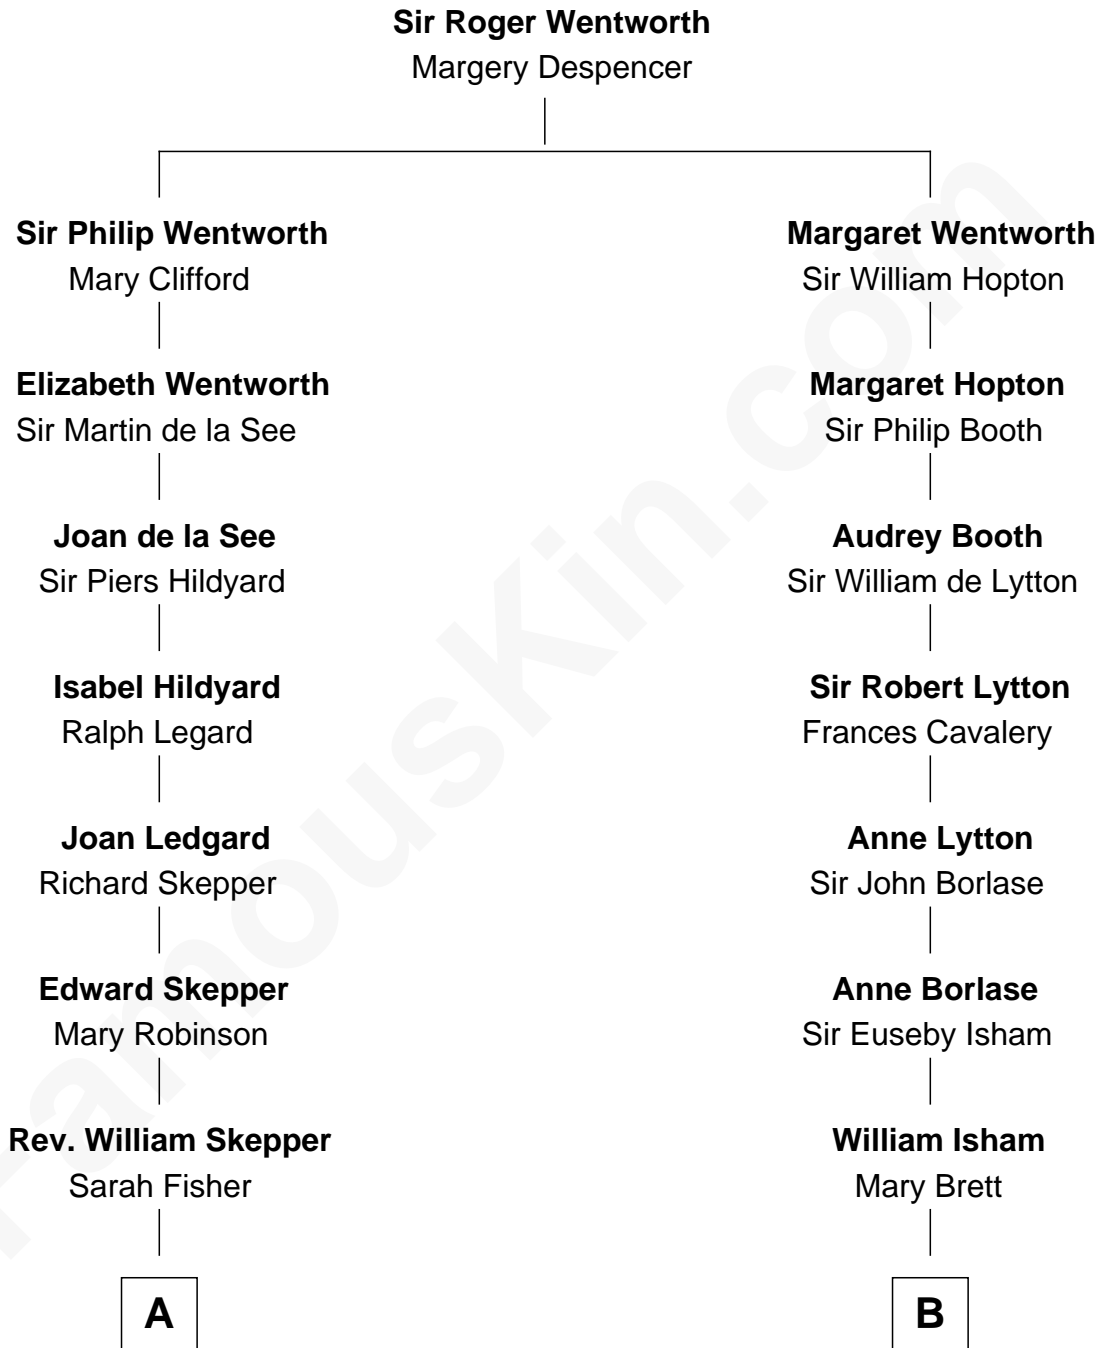 Sir Roger Wentworth
Margery Despencer
Sir Philip Wentworth
Mary Clifford
Margaret Wentworth
Sir William Hopton
Elizabeth Wentworth
Sir Martin de la See
Margaret Hopton
Sir Philip Booth
Joan de la See
Sir Piers Hildyard
Audrey Booth
Sir William de Lytton
Isabel Hildyard
Ralph Legard
Sir Robert Lytton
Frances Cavalery
Joan Ledgard
Richard Skepper
Anne Lytton
Sir John Borlase
Edward Skepper
Mary Robinson
Anne Borlase
Sir Euseby Isham
Rev. William Skepper
Sarah Fisher
William Isham
Mary Brett
A
B
FamousKin.com